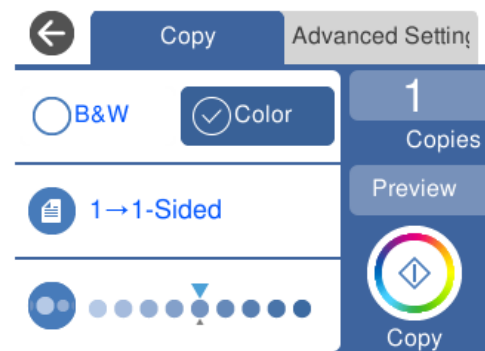 Copy
Advanced Setting
B&W
Color
1
Copies
1→1-Sided
Preview
Copy